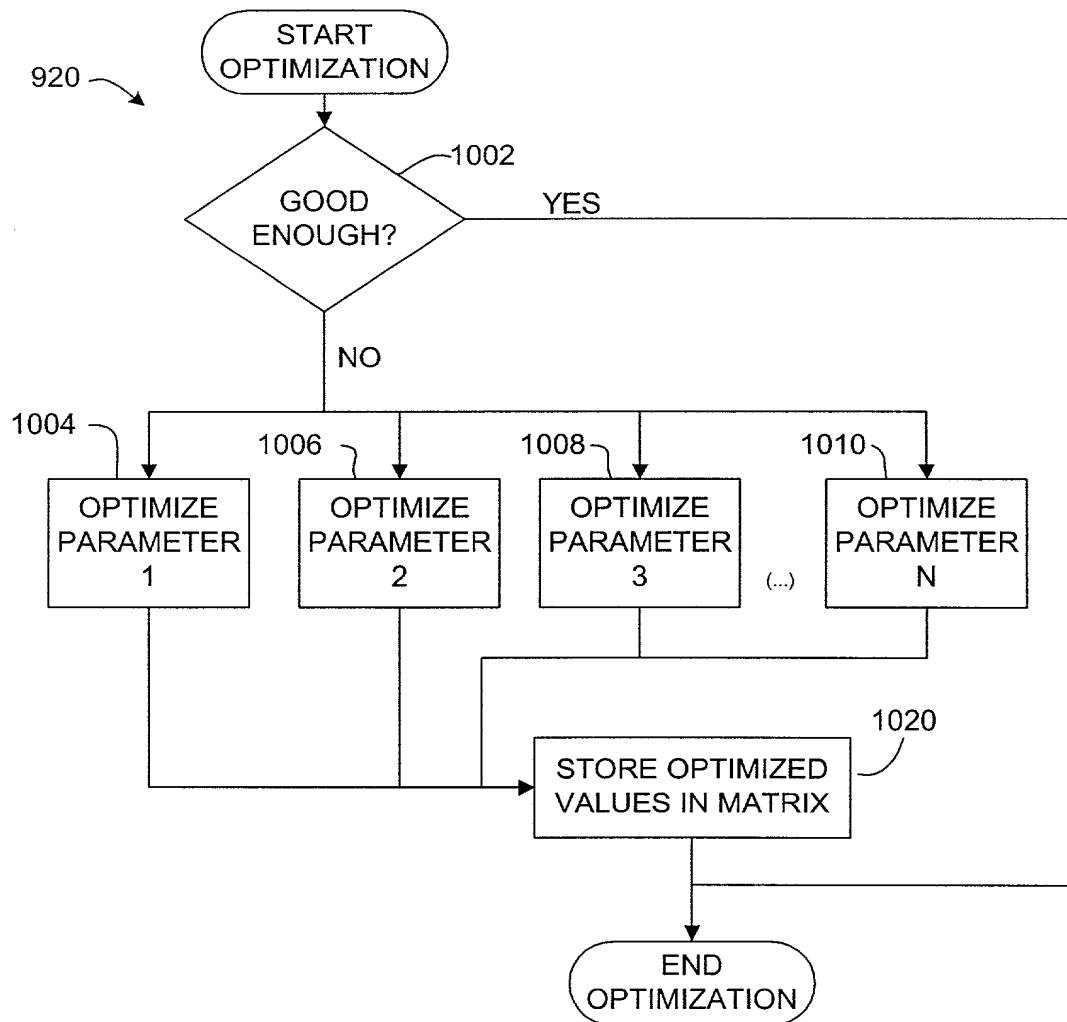 START
OPTIMIZATION
920
1002
GOOD
ENOUGH?
YES
NO
1004
1006
1008
1010
OPTIMIZE
PARAMETER
1
OPTIMIZE
PARAMETER
2
OPTIMIZE
PARAMETER
3
(...)
OPTIMIZE
PARAMETER
N
1020
STORE OPTIMIZED
VALUES IN MATRIX
END
OPTIMIZATION